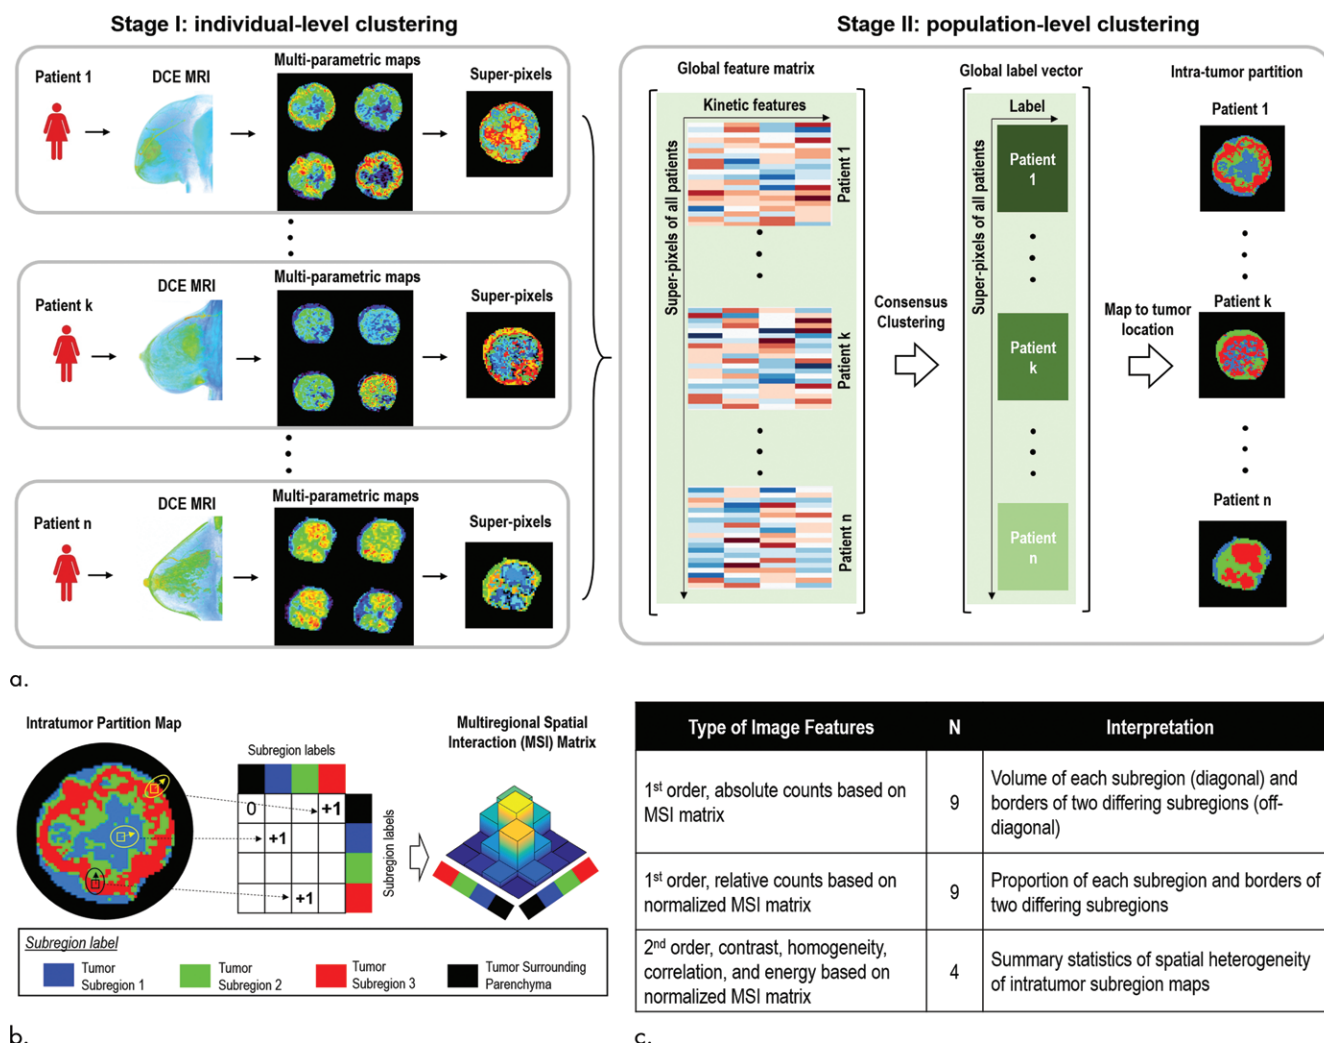 Stage I: individual-level clustering
Patient 1
DCE MRI
Multi-parametric maps
Super-pixels
Patient k
DCE MRI
Multi-parametric maps
Super-pixels
Patient n
DCE MRI
Multi-parametric maps
Super-pixels
Stage II: population-level clustering
Global feature matrix
Kinetic features
Super-pixels of all patients
Patient 1
Patient k
Patient n
Consensus
Clustering
Global label vector
Label
Super-pixels of all patients
Patient
1
Patient
k
Patient
n
Map to tumor
location
Intra-tumor partition
Patient 1
Patient k
Patient n
a.
Intratumor Partition Map
Subregion labels
Subregion labels
0
+1
+1
+1
Multiregional Spatial
Interaction (MSI) Matrix
Subregion label
Tumor
Subregion 1
Tumor
Subregion 2
Tumor
Subregion 3
Tumor Surrounding
Parenchyma
b.
Type of Image Features
N
Interpretation
1st order, absolute counts based on
MSI matrix
9
Volume of each subregion (diagonal) and
borders of two differing subregions (off-
diagonal)
1st order, relative counts based on
normalized MSI matrix
9
Proportion of each subregion and borders of
two differing subregions
2nd order, contrast, homogeneity,
correlation, and energy based on
normalized MSI matrix
4
Summary statistics of spatial heterogeneity
of intratumor subregion maps
c.